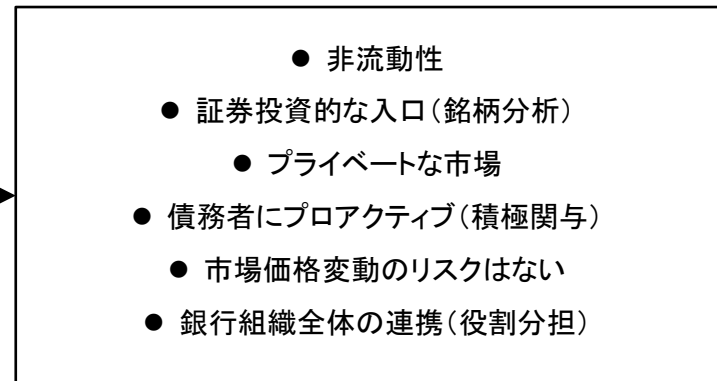 ● 非流動性
● 証券投資的な入口（銘柄分析）
● プライベートな市場
● 債務者にプロアクティブ（積極関与）
● 市場価格変動のリスクはない
● 銀行組織全体の連携（役割分担）